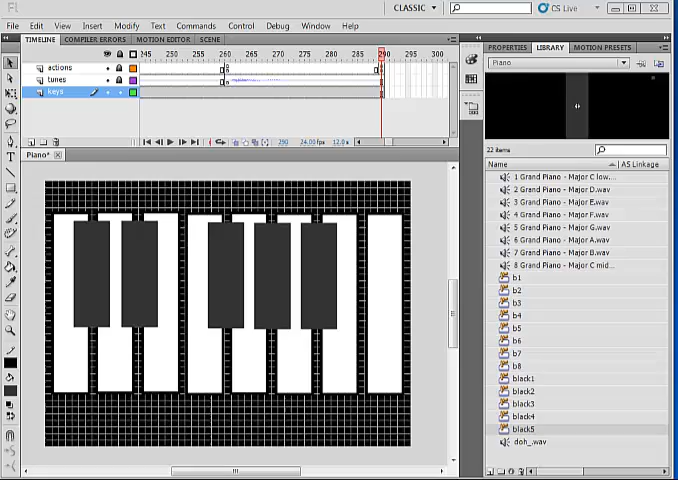 FL
CLASSIC
CS Live
File Edit View Insert Modify Text Commands Control Debug Window Help
TIMELINE COMPILER ERRORS MOTION EDITOR SCENE
PROPERTIES LIBRARY MOTION PRESETS
245 250 255 260 265 270 275 280 285 290 295 300
actions
tunes
keys
Piano
290 24.00fps 12.0s
Piano*
22 items
Name AS Linkage
1 Grand Piano - Major C low....
2 Grand Piano - Major D.wav
3 Grand Piano - Major E.wav
4 Grand Piano - Major F.wav
5 Grand Piano - Major G.wav
6 Grand Piano - Major A.wav
7 Grand Piano - Major B.wav
8 Grand Piano - Major C mid...
b1
b2
b3
b4
b5
b6
b7
b8
black1
black2
black3
black4
black5
doh_.wav